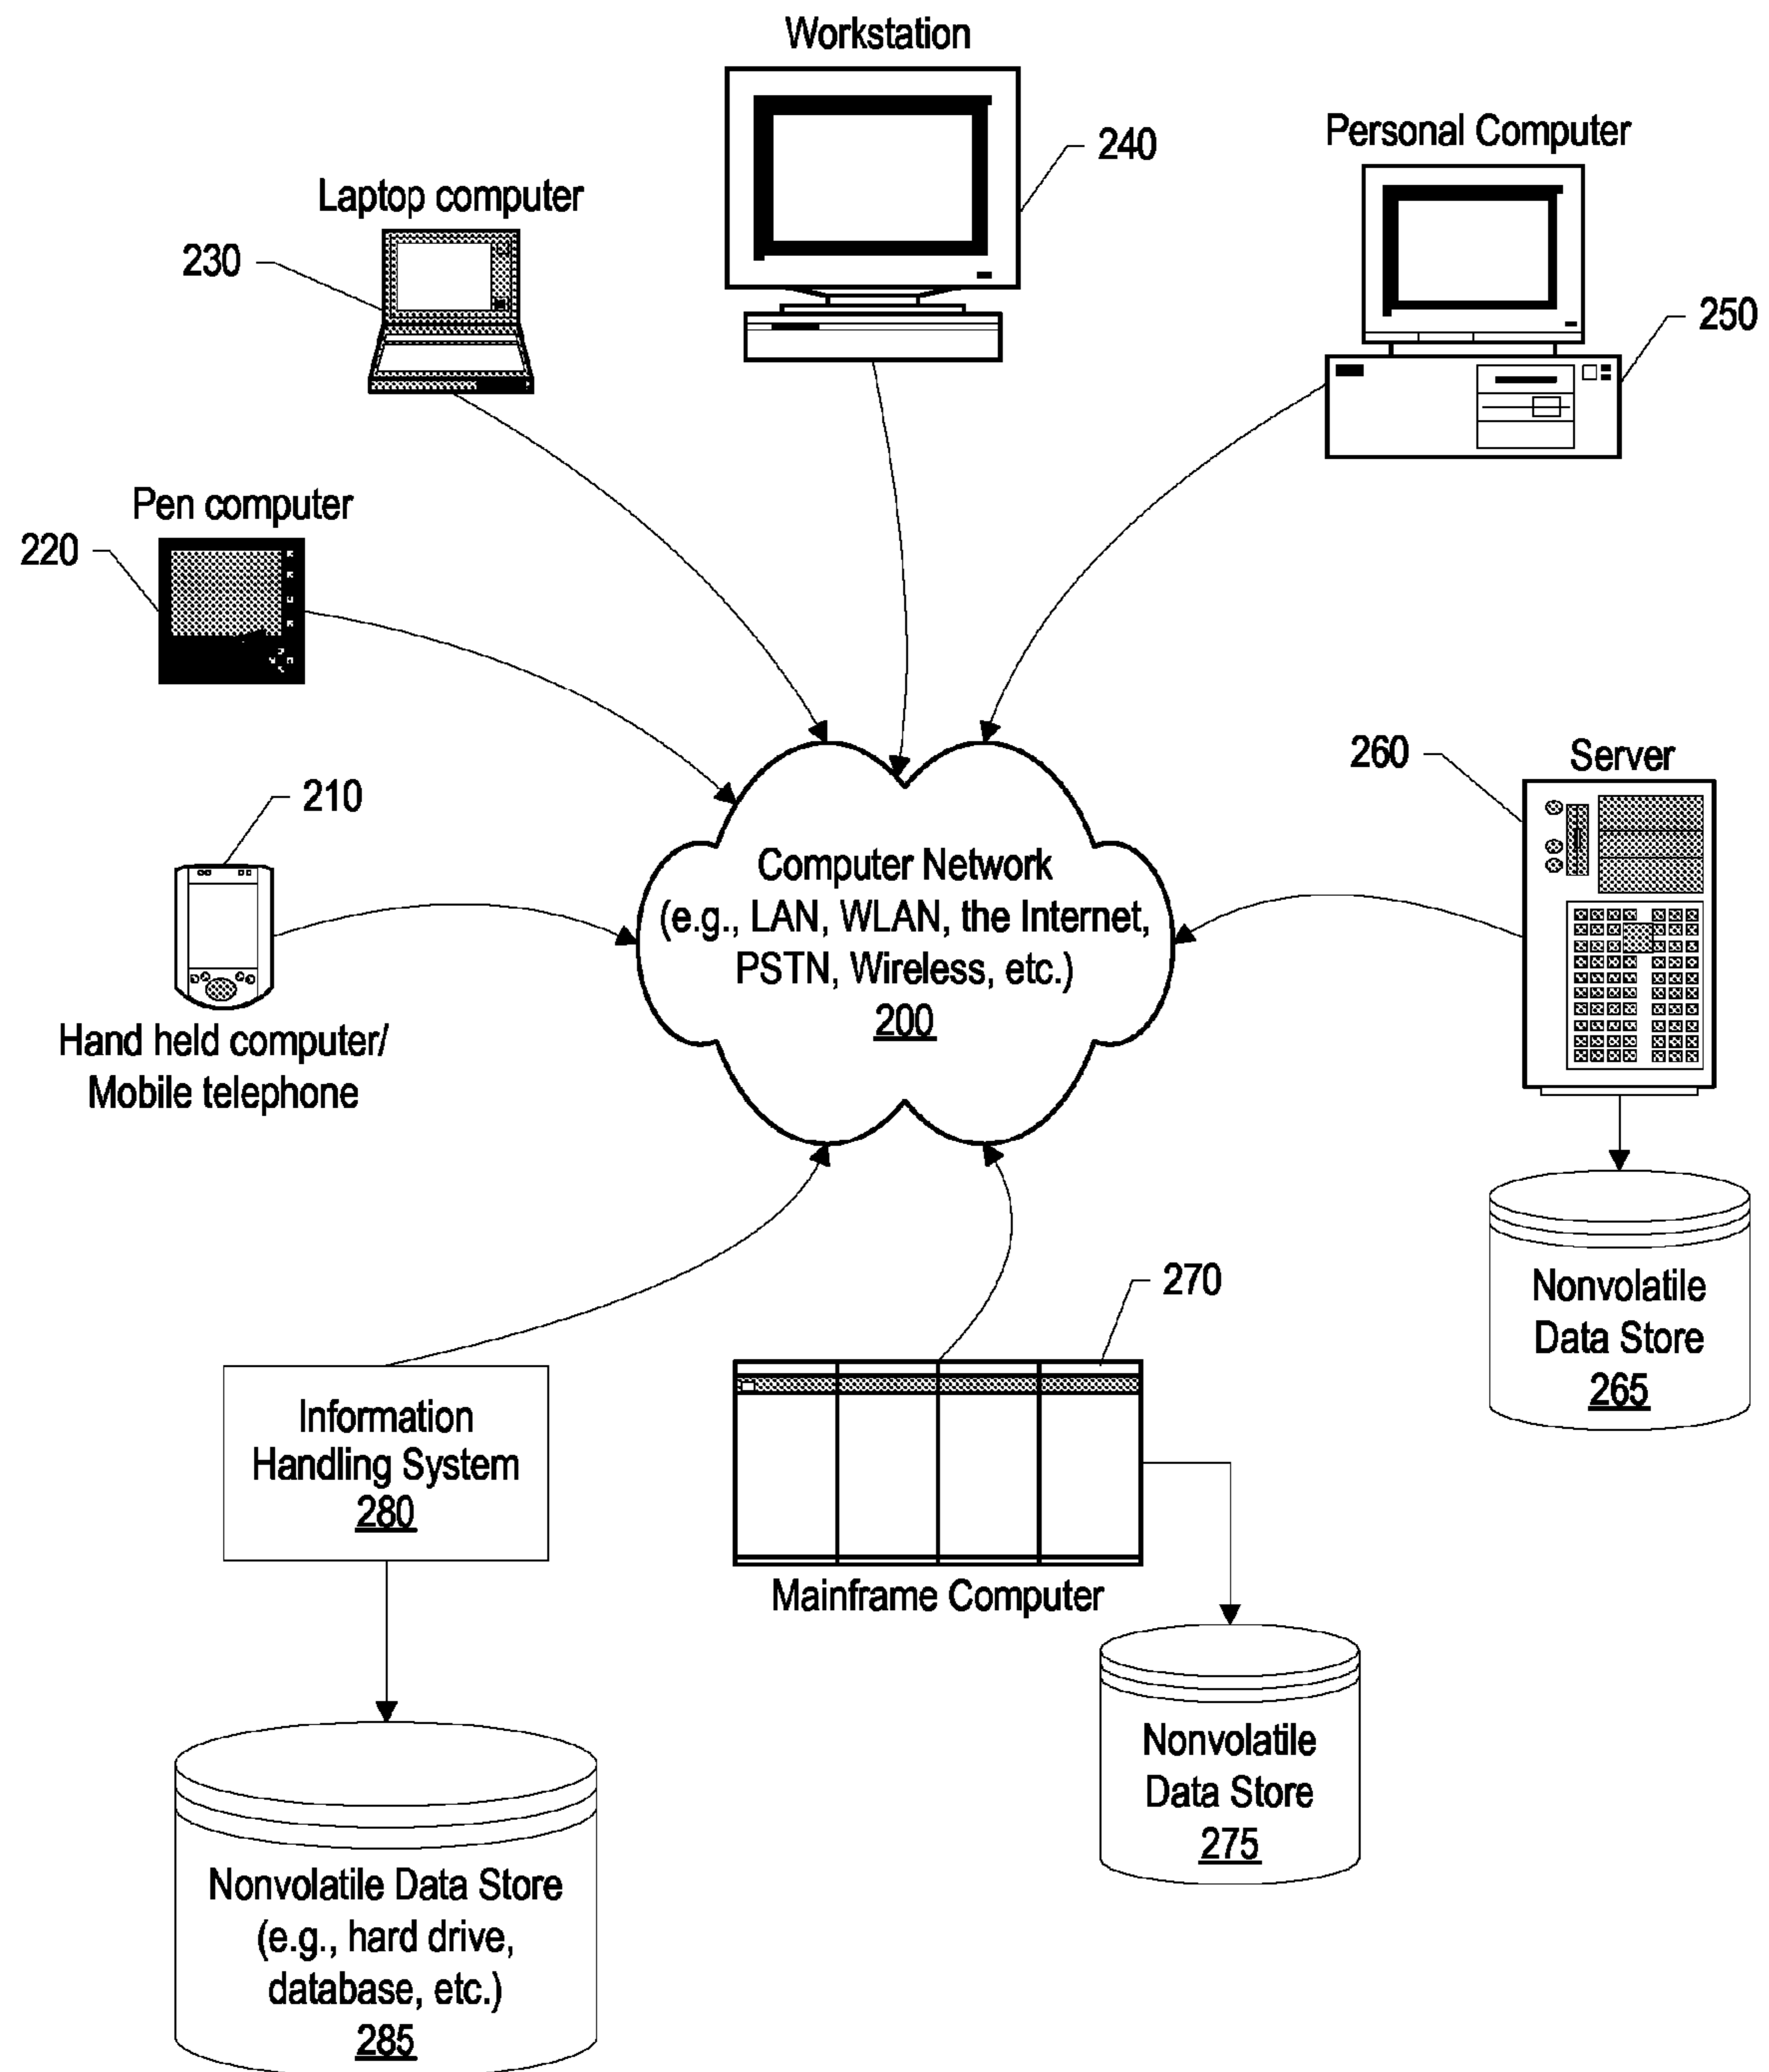 Workstation
240
Personal Computer
250
Laptop computer
230
Pen computer
220
210
Hand held computer/
Mobile telephone
Computer Network
(e.g., LAN, WLAN, the Internet,
PSTN, Wireless, etc.)
200
260
Server
Nonvolatile
Data Store
265
270
Mainframe Computer
Nonvolatile
Data Store
275
Information
Handling System
280
Nonvolatile Data Store
(e.g., hard drive,
database, etc.)
285